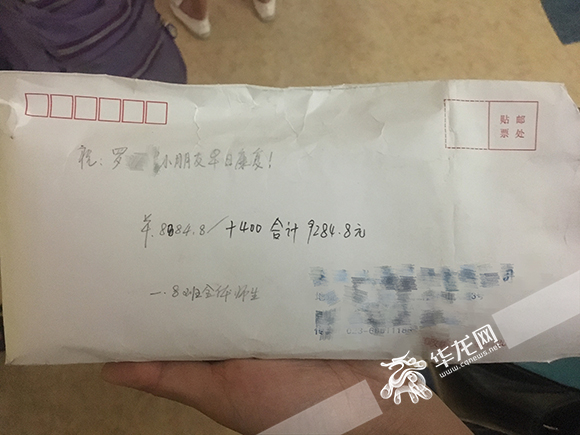 贴 邮
票 处
祝：罗 小朋友早日康复！
¥.8884.8/ +400 合计 9284.8元
一.8班全体师生
华龙网
www.cqnews.net